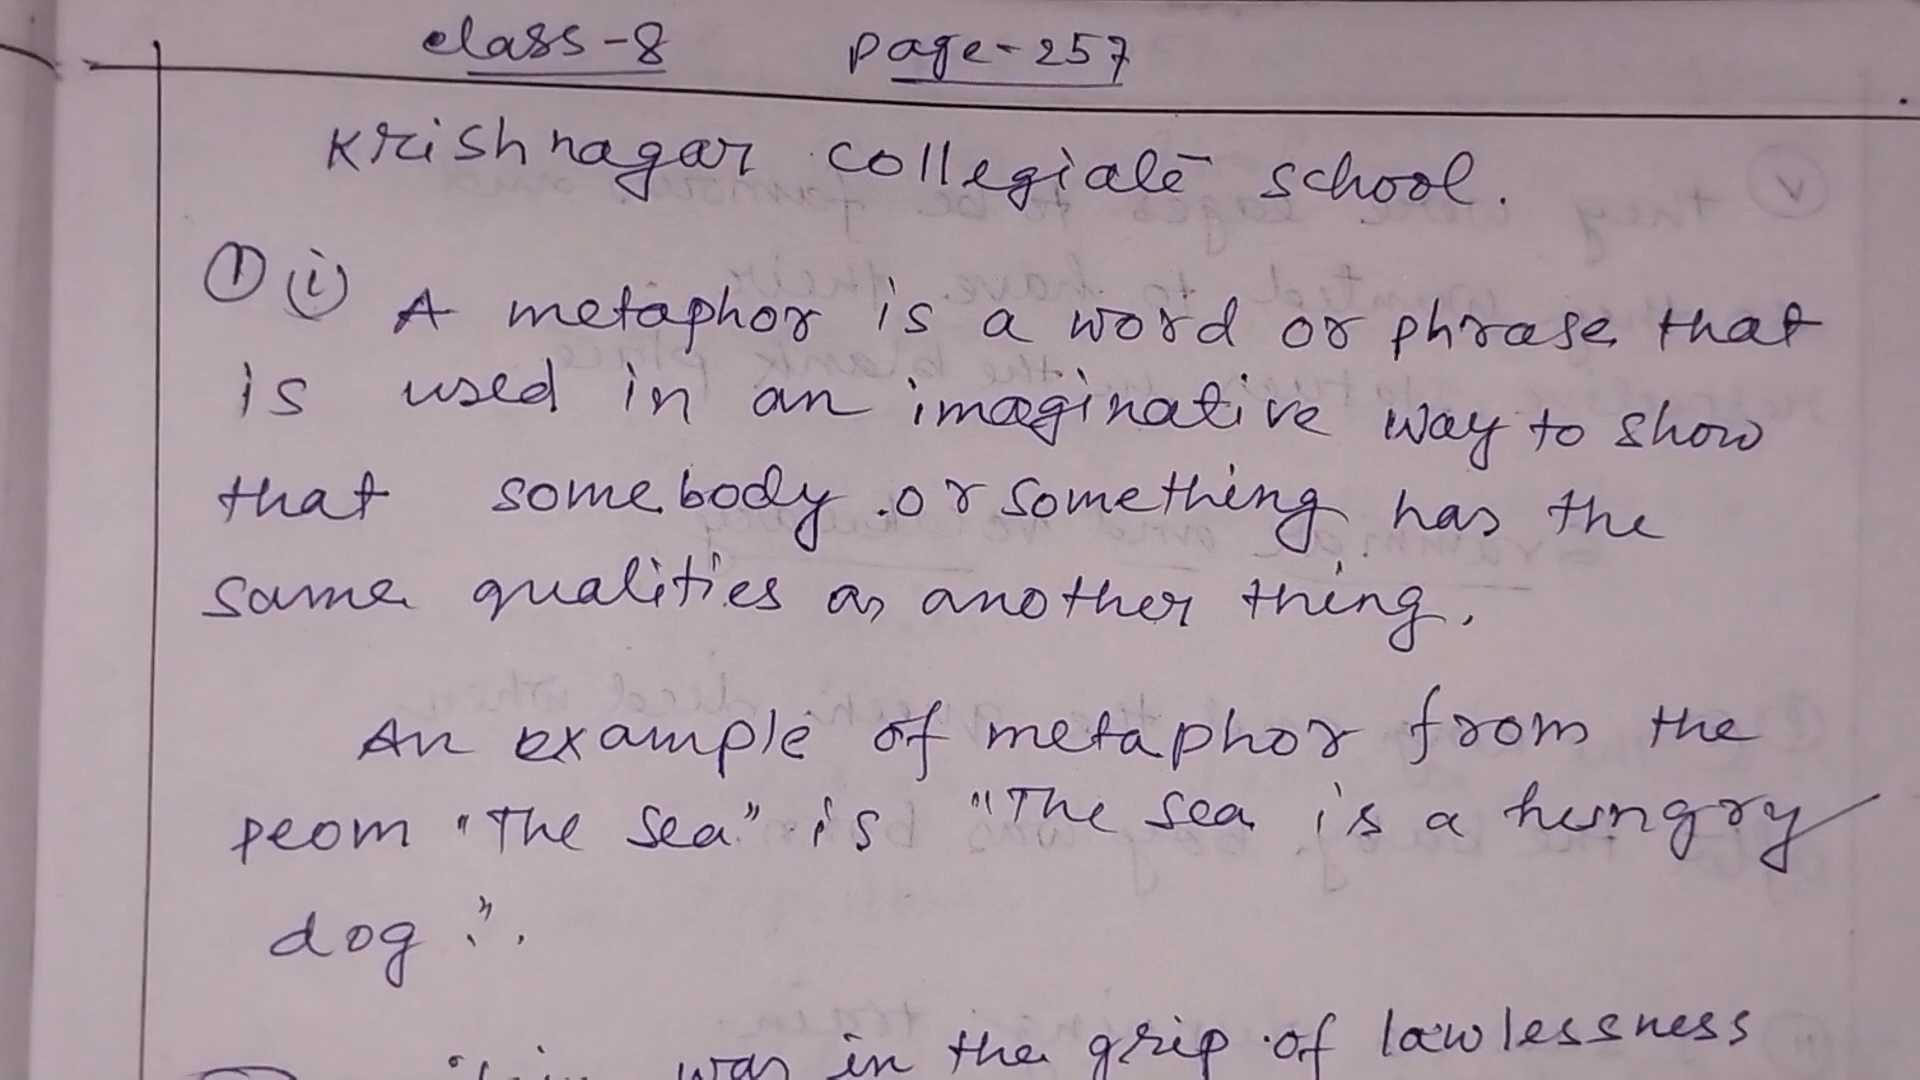 class-8 page-257
Krishnagar collegiate school.
① (i) A metaphor is a word or phrase that
is used in an imaginative way to show
that somebody or something has the
same qualities as another thing.
An example of metaphor from the
peom "The Sea" is "The sea is a hungry
dog.".
was in the grip of lawlessness